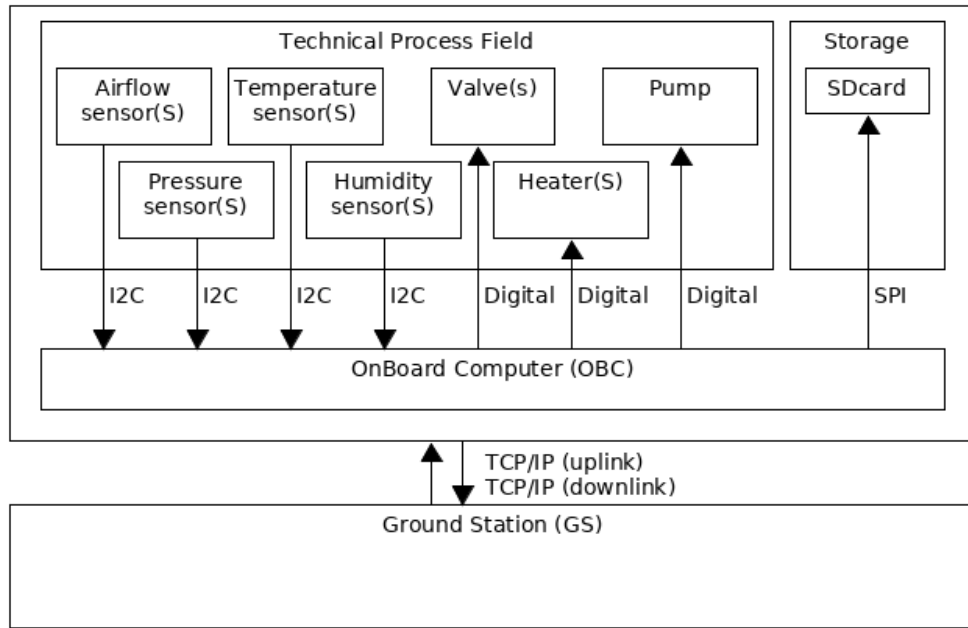 Technical Process Field
Storage
Airflow
sensor(S)
Temperature
sensor(S)
Valve(s)
Pump
SDcard
Pressure
sensor(S)
Humidity
sensor(S)
Heater(S)
I2C
I2C
I2C
I2C
Digital
Digital
Digital
SPI
OnBoard Computer (OBC)
TCP/IP (uplink)
TCP/IP (downlink)
Ground Station (GS)